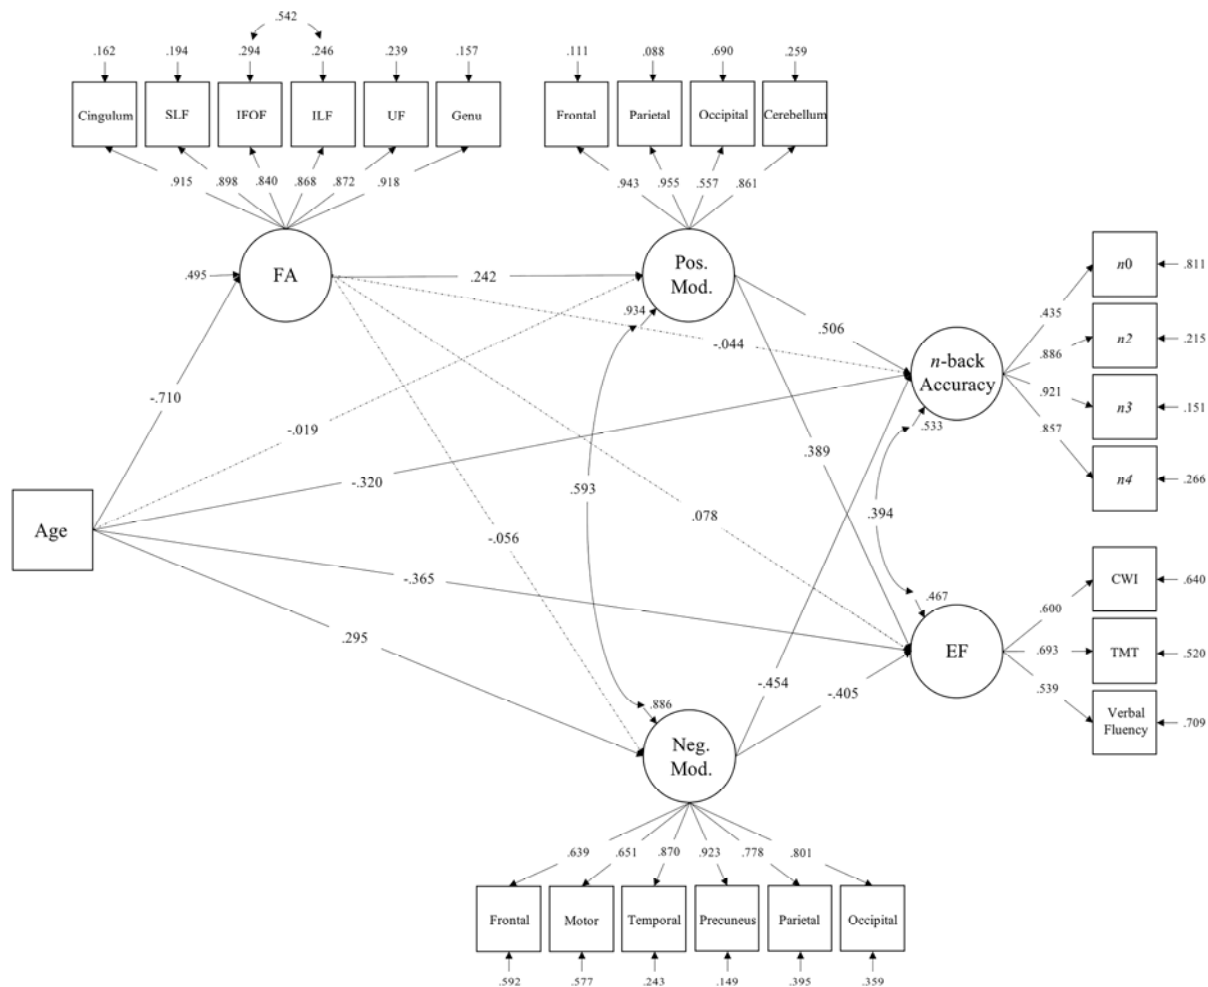 .542
.162 .194 .294 .246 .239 .157
.111 .088 .690 .259
Cingulum SLF IFOF ILF UF Genu
Frontal Parietal Occipital Cerebellum
.915 .898 .840 .868 .872 .918
.943 .955 .557 .861
.495
FA
.242
Pos.
Mod.
.934
-.044
.506
n-back
Accuracy
.533
n0
.811
.435
n2
.215
.886
n3
.151
.921
n4
.266
.857
-.710
-.019
-.320
.389
.593
.394
.078
-.056
Age
-.365
.295
.467
EF
CWI
.640
.600
TMT
.520
.693
Verbal
Fluency
.709
.539
-.454
-.405
.886
Neg.
Mod.
.639 .651 .870 .923 .778 .801
Frontal Motor Temporal Precuneus Parietal Occipital
.592 .577 .243 .149 .395 .359